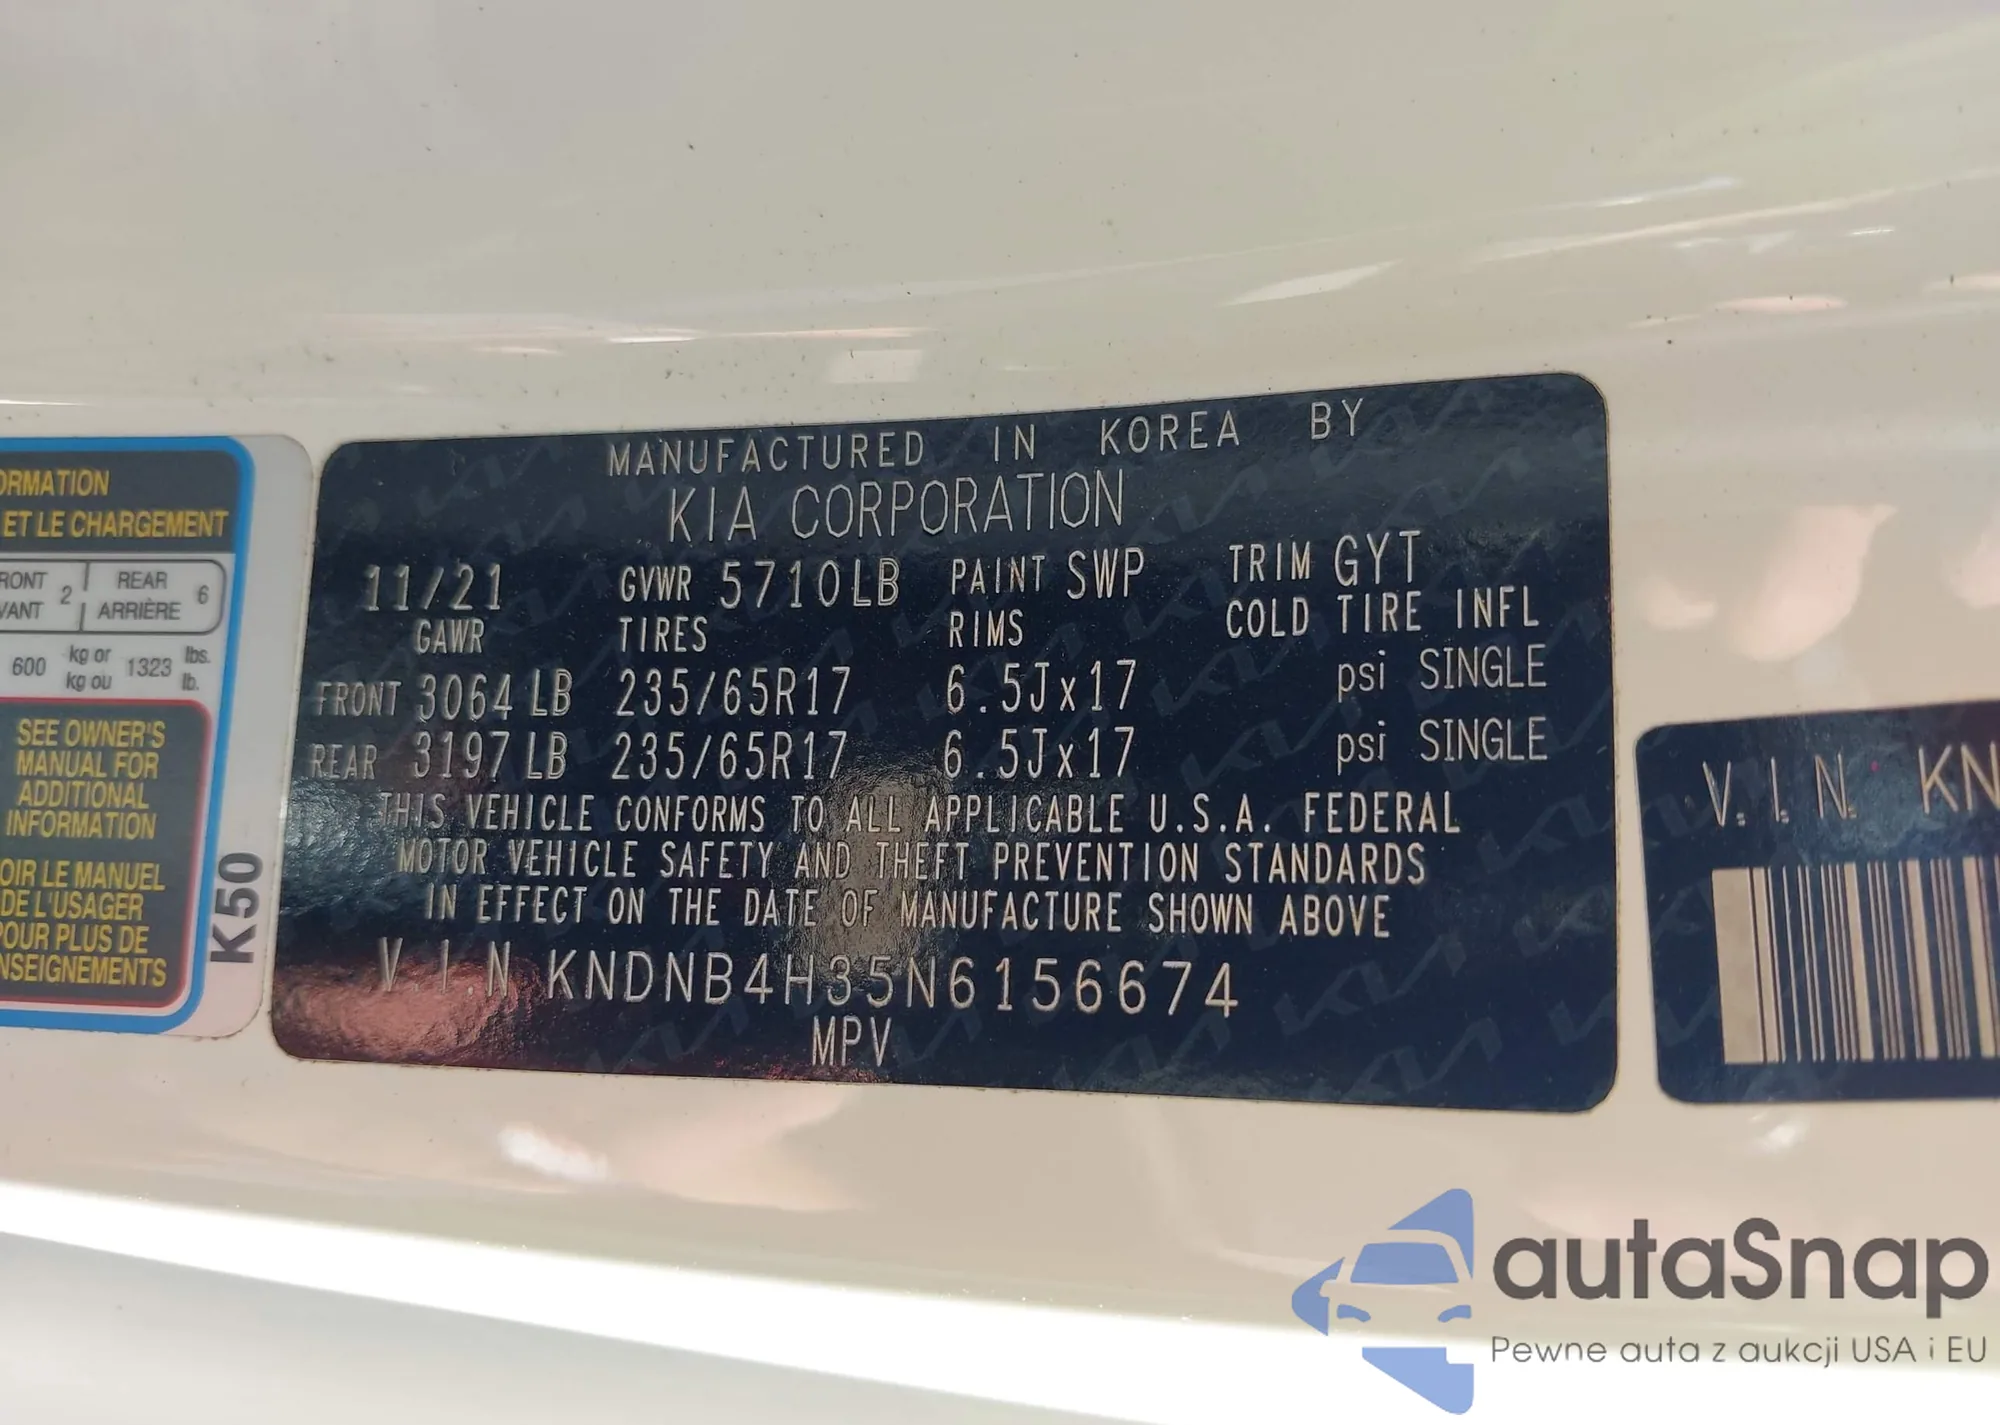 ORMATION
ET LE CHARGEMENT
RONT 2 REAR 6
VANT ARRIÈRE
600 kg or 1323 lbs.
kg ou lb.
SEE OWNER'S
MANUAL FOR
ADDITIONAL
INFORMATION
OIR LE MANUEL
DE L'USAGER
POUR PLUS DE
NSEIGNEMENTS
K50
MANUFACTURED IN KOREA BY
KIA CORPORATION
11/21 GVWR 5710LB PAINT SWP TRIM GYT
GAWR TIRES RIMS COLD TIRE INFL
FRONT 3064 LB 235/65R17 6.5Jx17 psi SINGLE
REAR 3197 LB 235/65R17 6.5Jx17 psi SINGLE
THIS VEHICLE CONFORMS TO ALL APPLICABLE U.S.A. FEDERAL
MOTOR VEHICLE SAFETY AND THEFT PREVENTION STANDARDS
IN EFFECT ON THE DATE OF MANUFACTURE SHOWN ABOVE
V.I.N KNDNB4H35N6156674
MPV
V.I.N. KN
autaSnap
Pewne auta z aukcji USA i EU